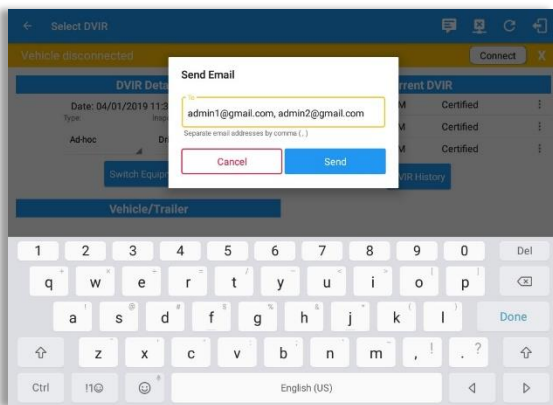 Select DVIR
Vehicle disconnected
Connect X
DVIR Deta
rrent DVIR
Date: 04/01/2019 11:3
Type:
Ad-hoc
M Certified
M Certified
M Certified
Switch Equip
VIR History
Vehicle/Trailer
Send Email
To
admin1@gmail.com, admin2@gmail.com
Separate email addresses by comma ( , )
Cancel Send
1 2 3 4 5 6 7 8 9 0 Del
q w e r t y u i o p
a s d f g h j k l Done
z x c v b n m , ! . ?
Ctrl !1☺ English (US)